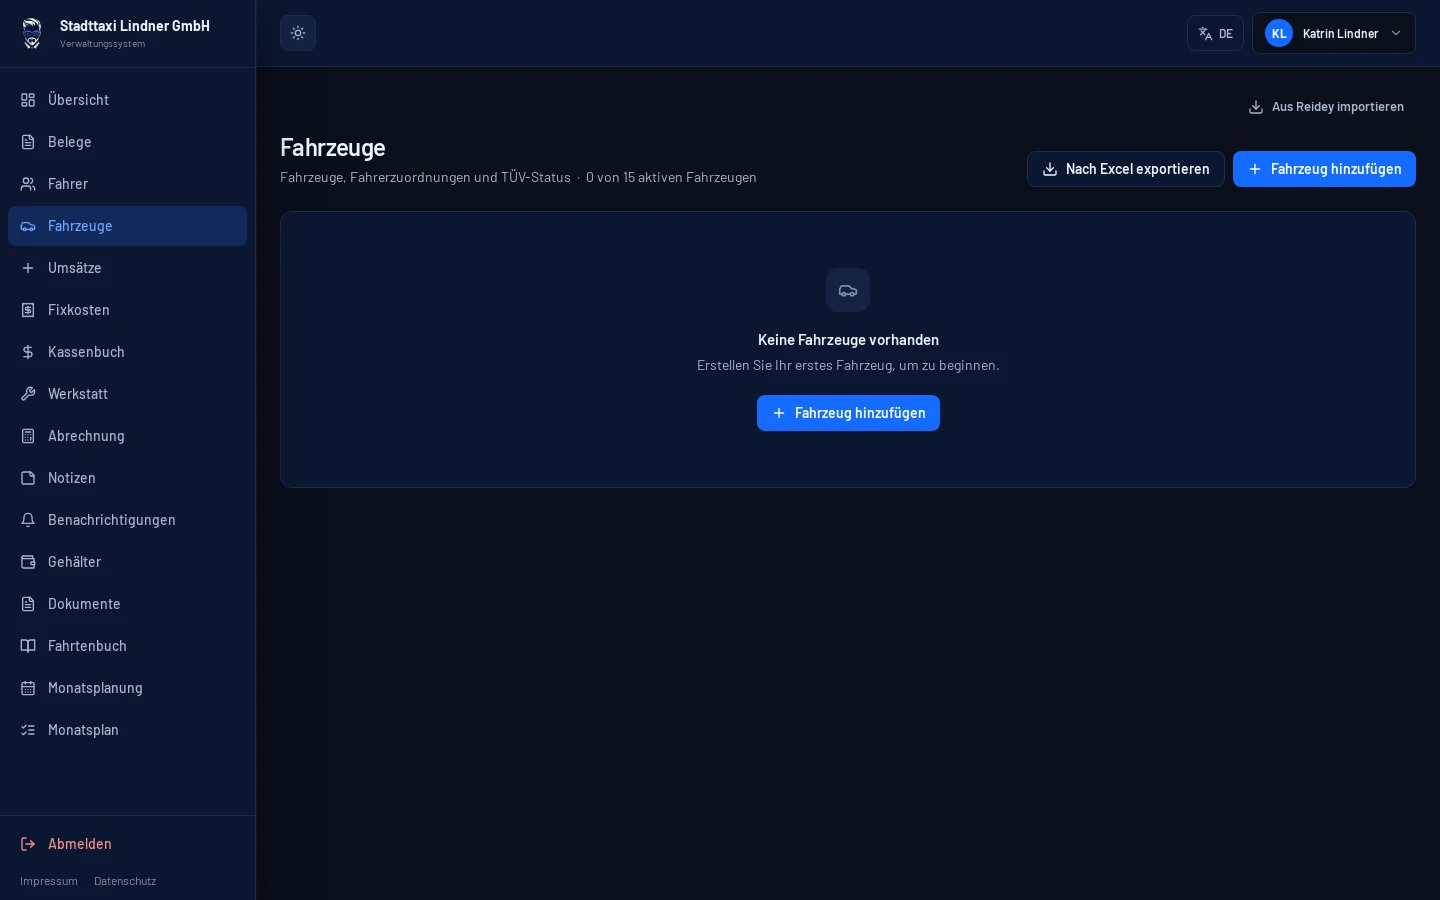 Stadttaxi Lindner GmbH
Verwaltungssystem
Übersicht
Belege
Fahrer
Fahrzeuge
Umsätze
Fixkosten
Kassenbuch
Werkstatt
Abrechnung
Notizen
Benachrichtigungen
Gehälter
Dokumente
Fahrtenbuch
Monatsplanung
Monatsplan
Abmelden
Impressum Datenschutz
DE
KL Katrin Lindner
Aus Reidey importieren
Fahrzeuge
Fahrzeuge, Fahrerzuordnungen und TÜV-Status · 0 von 15 aktiven Fahrzeugen
Nach Excel exportieren
Fahrzeug hinzufügen
Keine Fahrzeuge vorhanden
Erstellen Sie Ihr erstes Fahrzeug, um zu beginnen.
Fahrzeug hinzufügen